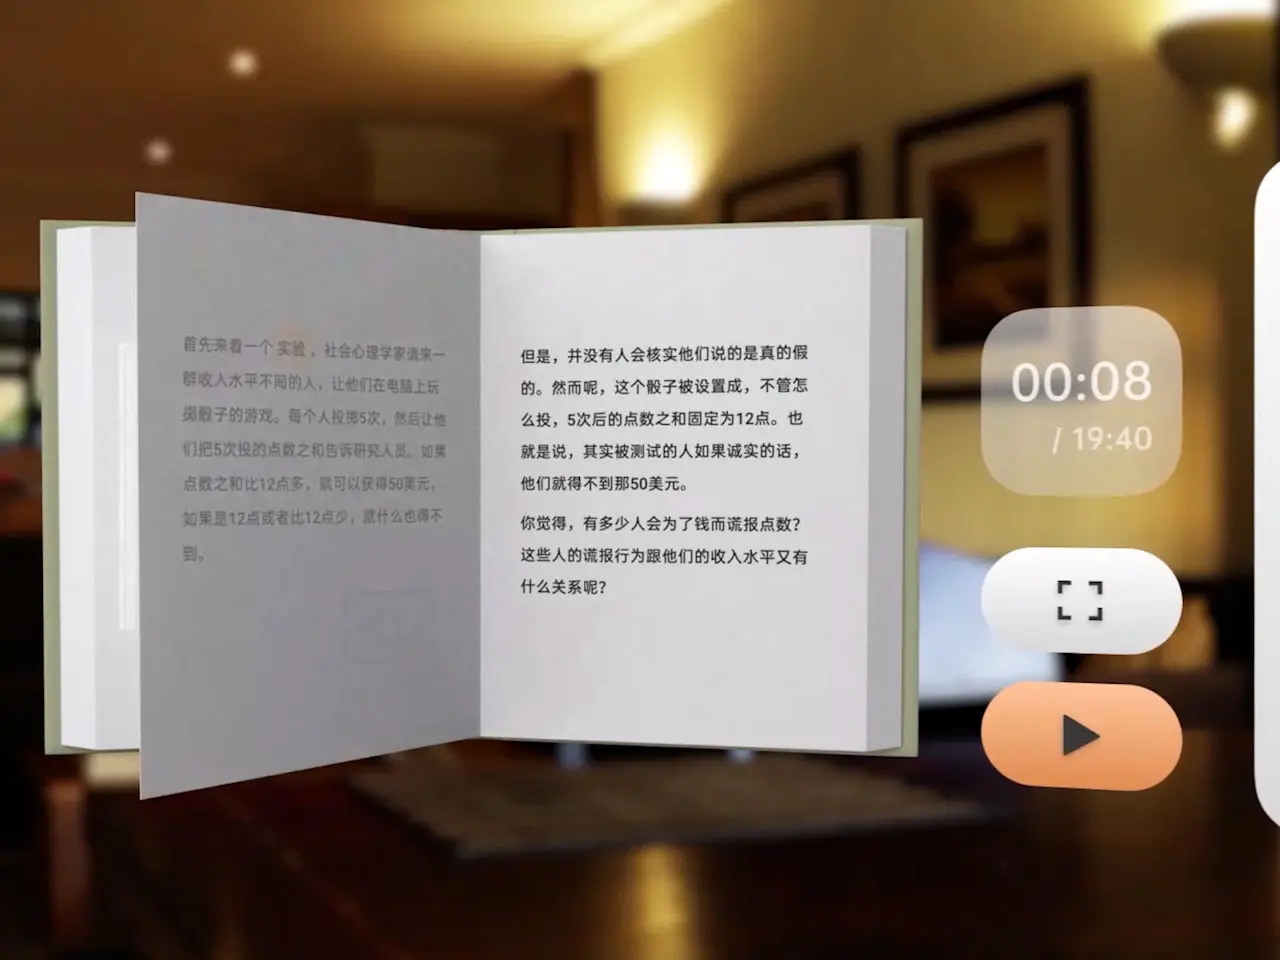 首先来看一个 实验 ，社会心理学家请来一
群收入水平不同的人，让他们在电脑上玩
掷骰子的游戏。每个人投掷5次，然后让他
们把5次投的点数之和告诉研究人员。如果
点数之和比12点多，就可以获得50美元，
如果是12点或者比12点少，就什么也得不
到。
但是，并没有人会核实他们说的是真的假
的。然而呢，这个骰子被设置成，不管怎
么投，5次后的点数之和固定为12点。也
就是说，其实被测试的人如果诚实的话，
他们就得不到那50美元。
你觉得，有多少人会为了钱而谎报点数？
这些人的谎报行为跟他们的收入水平又有
什么关系呢？
00:08
/ 19:40